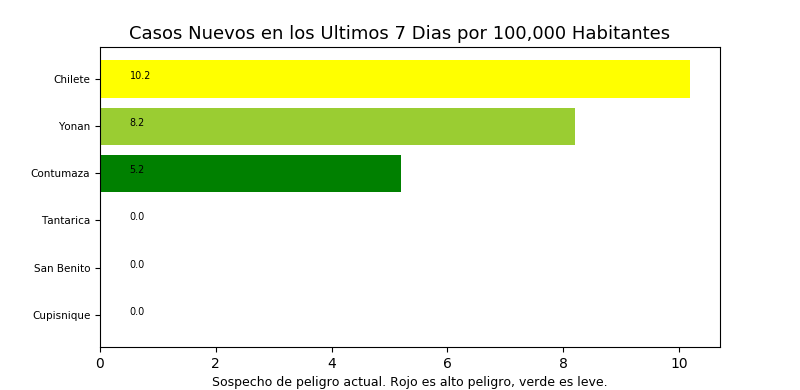 Casos Nuevos en los Ultimos 7 Dias por 100,000 Habitantes
Chilete 10.2
Yonan 8.2
Contumaza 5.2
Tantarica 0.0
San Benito 0.0
Cupisnique 0.0
0 2 4 6 8 10
Sospecho de peligro actual. Rojo es alto peligro, verde es leve.